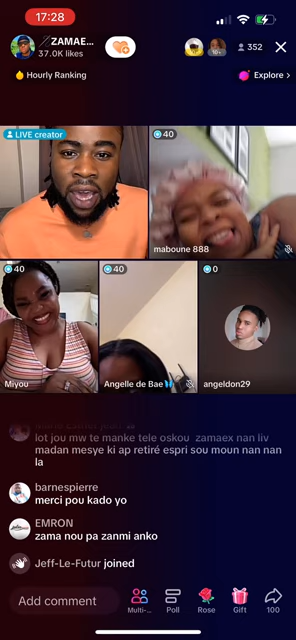 17:28
ZAMAE...
37.0K likes
352
Hourly Ranking
Explore >
LIVE creator
40
maboune 888
40
Miyou
40
Angelle de Bae
0
angeldon29
lot jou mw te manke tele oskou zamaex nan liv
madan mesye ki ap retiré espri sou moun nan nan
la
barnespierre
merci pou kado yo
EMRON
zama nou pa zanmi anko
Jeff-Le-Futur joined
Add comment
Multi-...
Poll
Rose
Gift
100